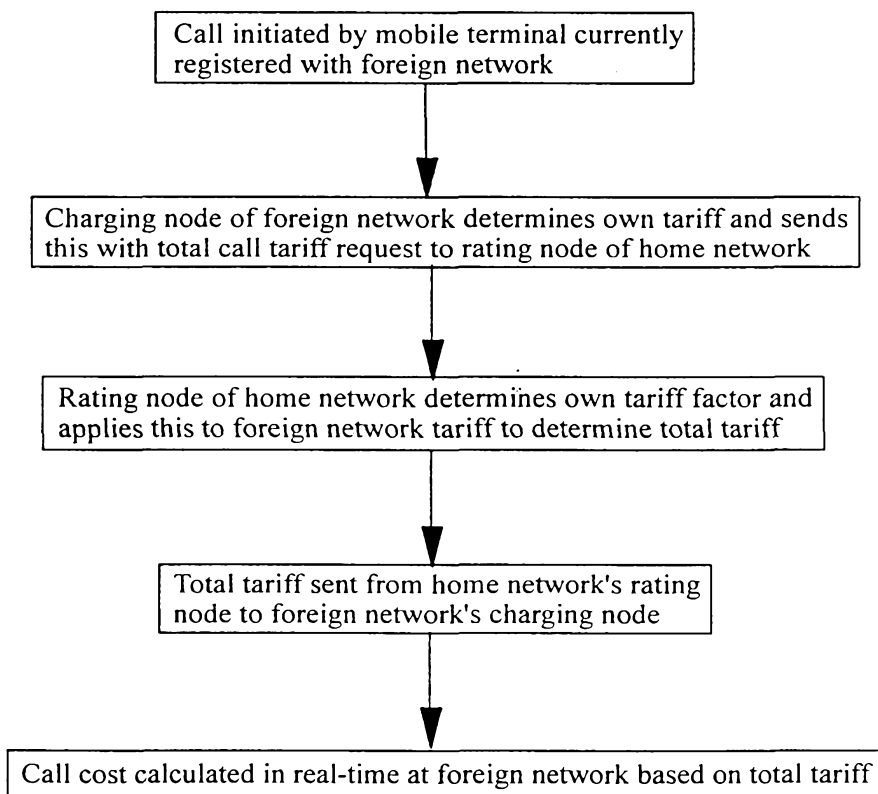 Call initiated by mobile terminal currently
registered with foreign network
Charging node of foreign network determines own tariff and sends
this with total call tariff request to rating node of home network
Rating node of home network determines own tariff factor and
applies this to foreign network tariff to determine total tariff
Total tariff sent from home network's rating
node to foreign network's charging node
Call cost calculated in real-time at foreign network based on total tariff